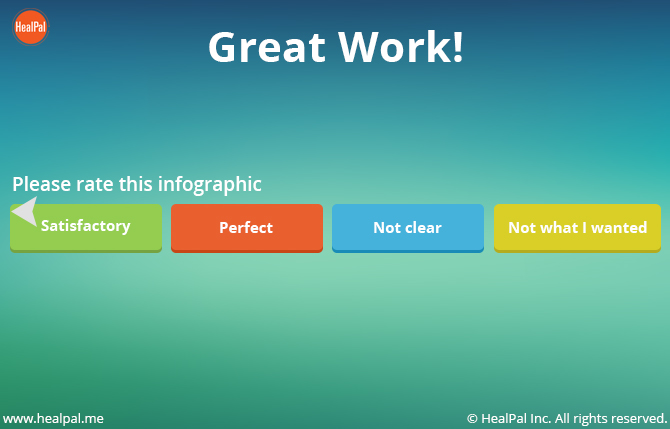 HealPal
Great Work!
Please rate this infographic
Satisfactory
Perfect
Not clear
Not what I wanted
www.healpal.me
© HealPal Inc. All rights reserved.